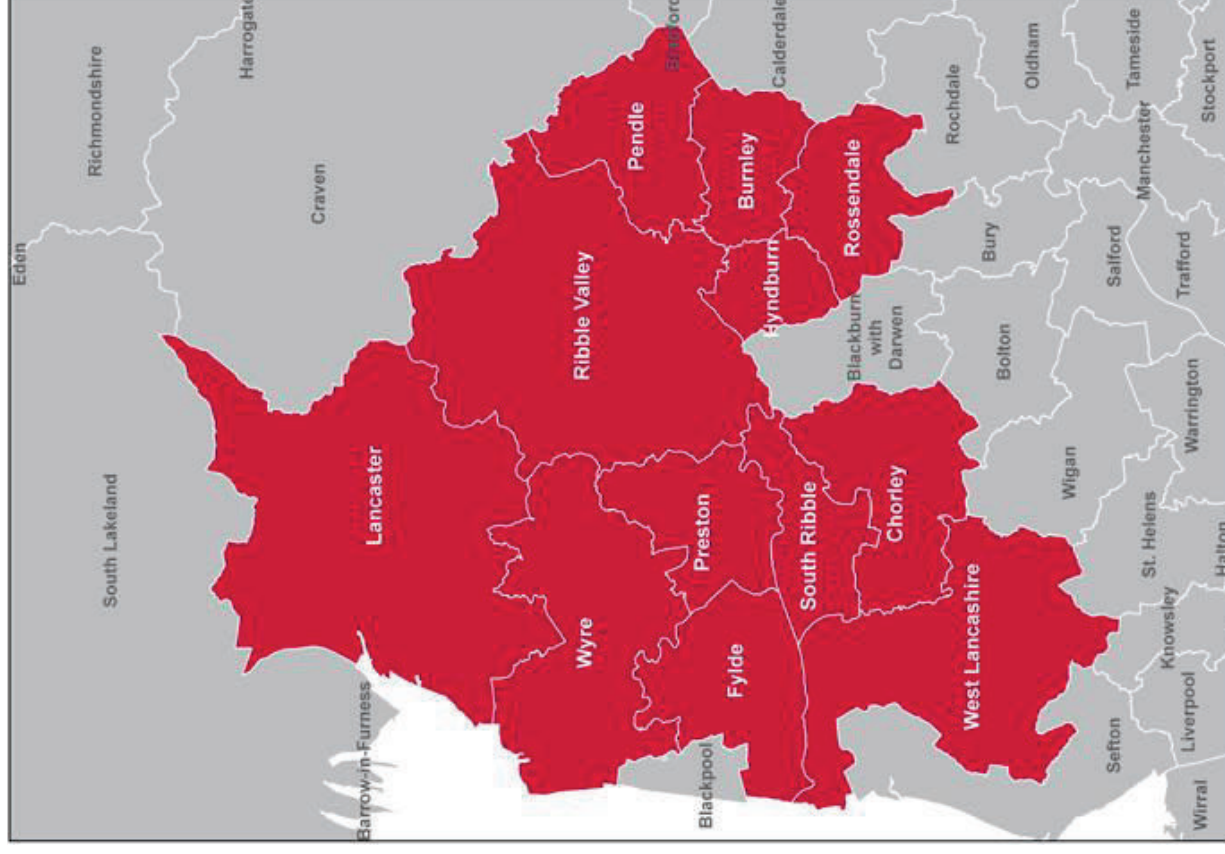 Eden
Richmondshire
South Lakeland
Harrogate
Craven
Barrow-in-Furness
Lancaster
Wyre
Ribble Valley
Pendle
Bradford
Blackpool
Preston
Fylde
Burnley
Hyndburn
Calderdale
South Ribble
Blackburn
with
Darwen
Rossendale
Chorley
Rochdale
West Lancashire
Bury
Bolton
Oldham
Wigan
Sefton
Salford
Tameside
St. Helens
Manchester
Knowsley
Trafford
Liverpool
Warrington
Wirral
Stockport
Halton